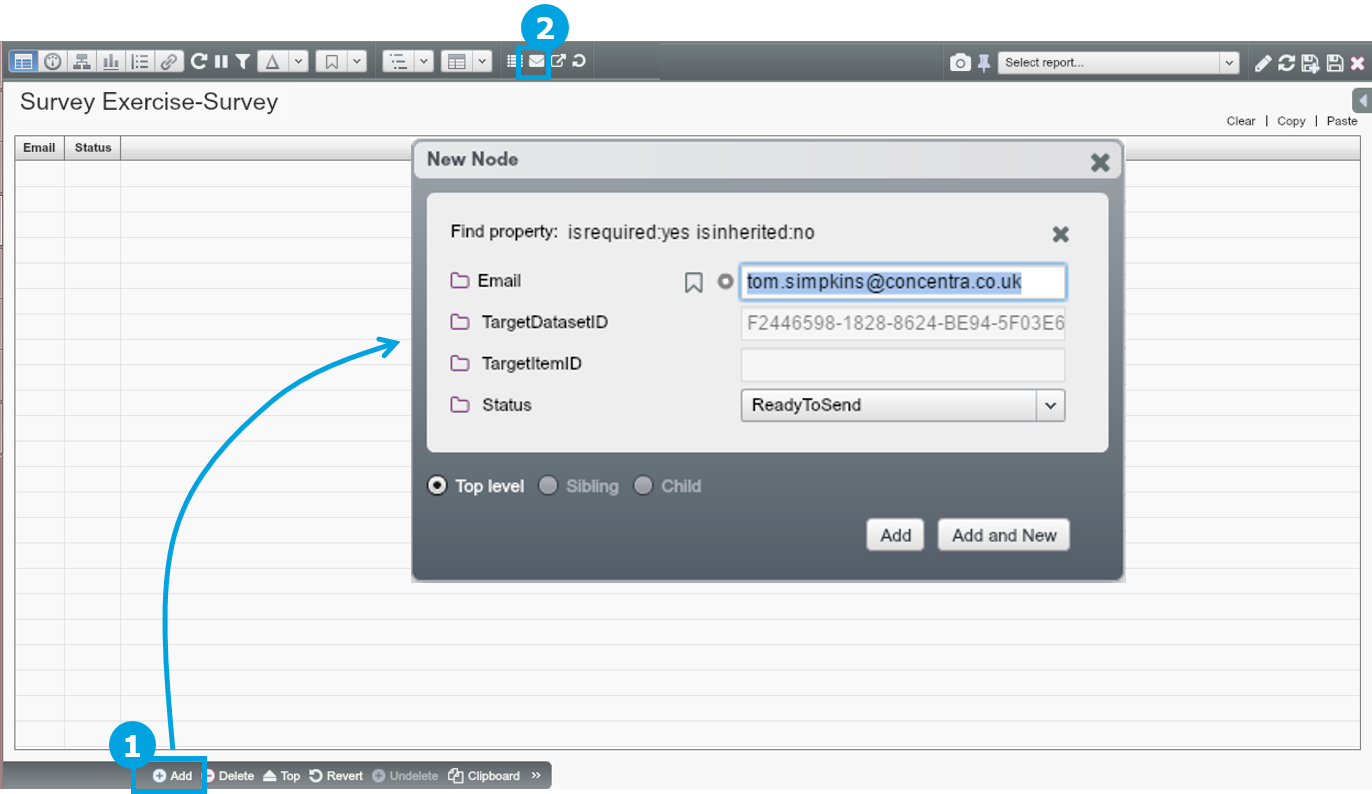 2
Select report...
Survey Exercise-Survey
Clear | Copy | Paste
Email Status
New Node
Find property: isrequired:yes isinherited:no
Email tom.simpkins@concentra.co.uk
TargetDatasetID F2446598-1828-8624-BE94-5F03E6
TargetItemID
Status ReadyToSend
Top level Sibling Child
Add Add and New
1
Add Delete Top Revert Undelete Clipboard »